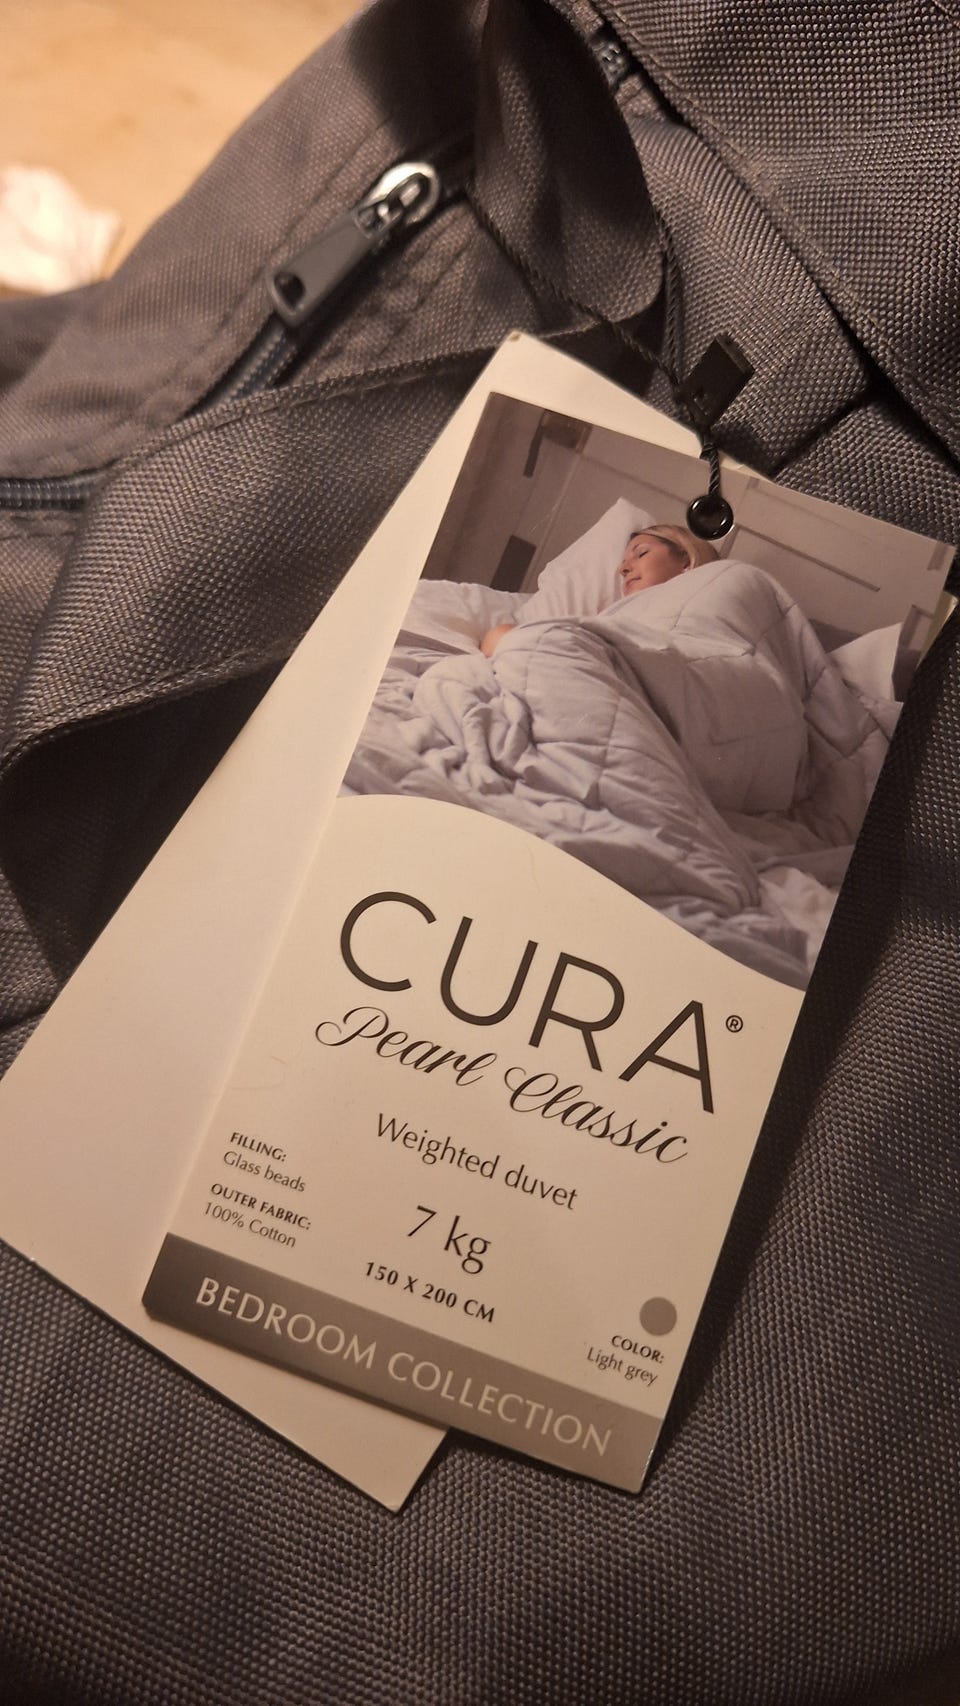 CURA®
Pearl Classic
Weighted duvet
FILLING:
Glass beads
OUTER FABRIC:
100% Cotton
7 kg
150 X 200 CM
COLOR:
Light grey
BEDROOM COLLECTION